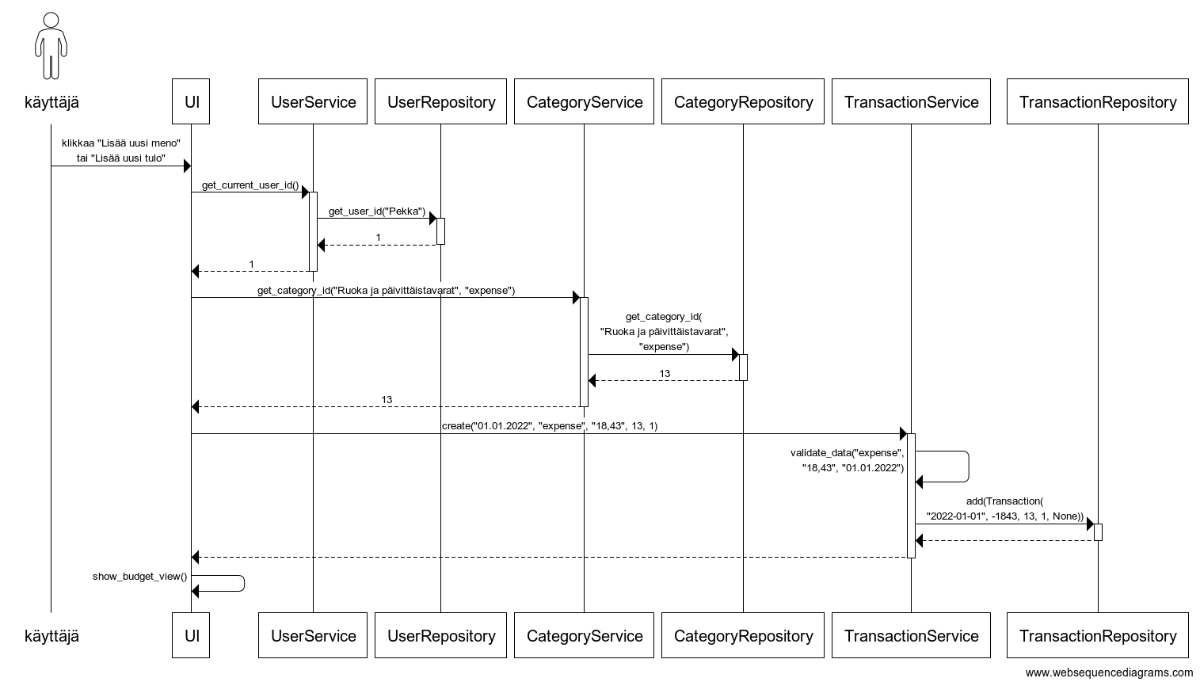 käyttäjä
UI
UserService
UserRepository
CategoryService
CategoryRepository
TransactionService
TransactionRepository
klikkaa "Lisää uusi meno"
tai "Lisää uusi tulo"
get_current_user_id()
get_user_id("Pekka")
1
1
get_category_id("Ruoka ja päivittäistavarat", "expense")
get_category_id(
"Ruoka ja päivittäistavarat",
"expense")
13
13
create("01.01.2022", "expense", "18,43", 13, 1)
validate_data("expense",
"18,43", "01.01.2022")
add(Transaction(
"2022-01-01", -1843, 13, 1, None))
show_budget_view()
käyttäjä
UI
UserService
UserRepository
CategoryService
CategoryRepository
TransactionService
TransactionRepository
www.websequencediagrams.com